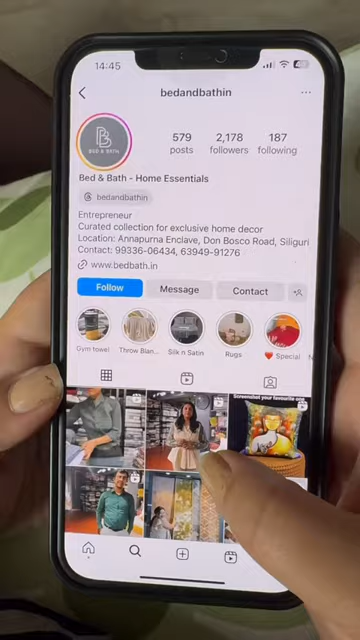 14:45
bedandbathin
BED & BATH
579
posts
2,178
followers
187
following
Bed & Bath - Home Essentials
bedandbathin
Entrepreneur
Curated collection for exclusive home decor
Location: Annapurna Enclave, Don Bosco Road, Siliguri
Contact: 99336-06434, 63949-91276
www.bedbath.in
Follow
Message
Contact
Gym towel
Throw Blan...
Silk n Satin
Rugs
❤️ Special
Screenshot your favourite one